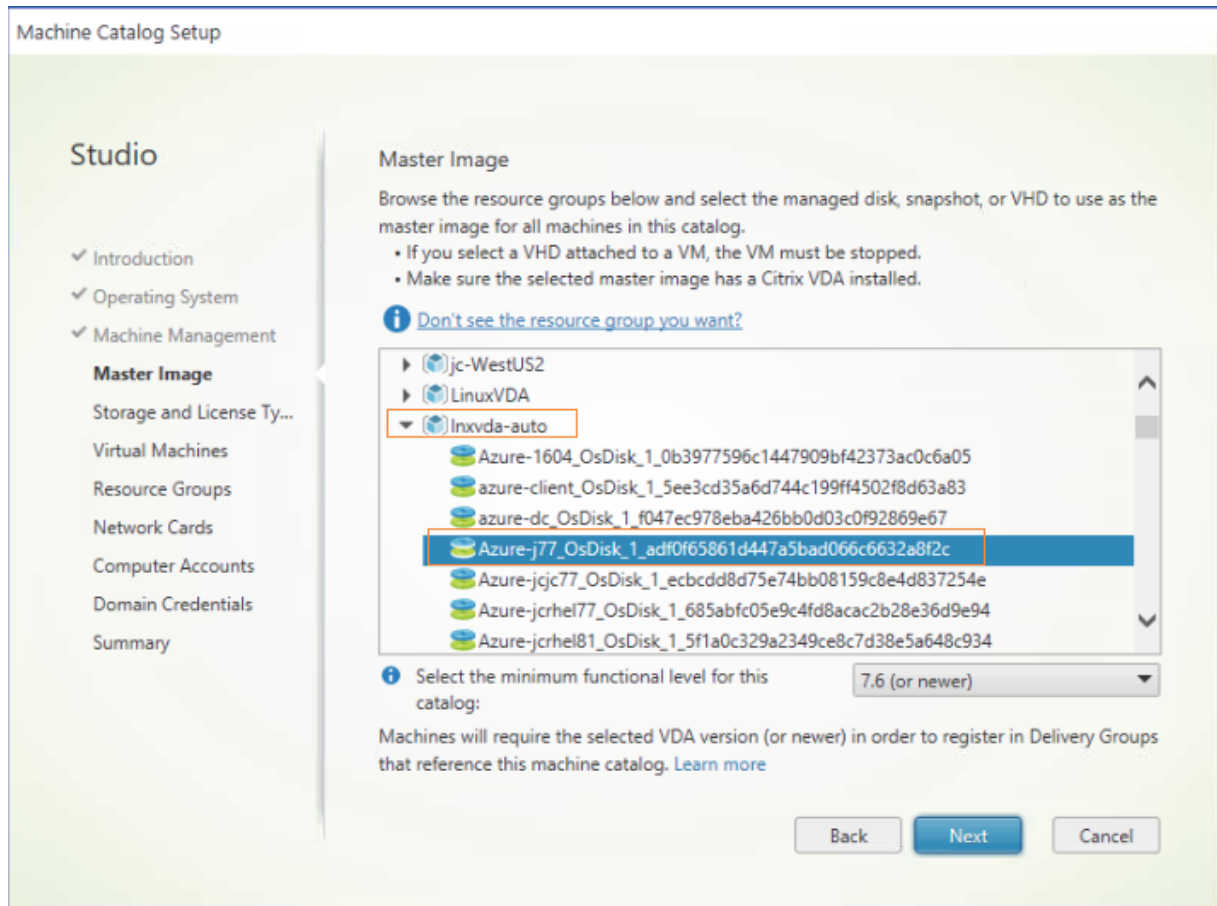 Machine Catalog Setup
Studio
✓ Introduction
✓ Operating System
✓ Machine Management
Master Image
Storage and License Ty...
Virtual Machines
Resource Groups
Network Cards
Computer Accounts
Domain Credentials
Summary
Master Image
Browse the resource groups below and select the managed disk, snapshot, or VHD to use as the
master image for all machines in this catalog.
• If you select a VHD attached to a VM, the VM must be stopped.
• Make sure the selected master image has a Citrix VDA installed.
Don't see the resource group you want?
jc-WestUS2
LinuxVDA
lnxvda-auto
Azure-1604_OsDisk_1_0b3977596c1447909bf42373ac0c6a05
azure-client_OsDisk_1_5ee3cd35a6d744c199ff4502f8d63a83
azure-dc_OsDisk_1_f047ec978eba426bb0d03c0f92869e67
Azure-j77_OsDisk_1_adf0f65861d447a5bad066c6632a8f2c
Azure-jcjc77_OsDisk_1_ecbcdd8d75e74bb08159c8e4d837254e
Azure-jcrhel77_OsDisk_1_685abfc05e9c4fd8acac2b28e36d9e94
Azure-jcrhel81_OsDisk_1_5f1a0c329a2349ce8c7d38e5a648c934
Select the minimum functional level for this
catalog:
7.6 (or newer)
Machines will require the selected VDA version (or newer) in order to register in Delivery Groups
that reference this machine catalog. Learn more
Back
Next
Cancel